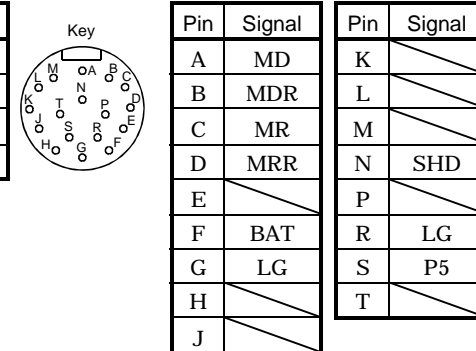 Key
M A B
L C
N
K T P D
J S R E
H G F
Pin Signal
A MD
B MDR
C MR
D MRR
E
F BAT
G LG
H
J
Pin Signal
K
L
M
N SHD
P
R LG
S P5
T